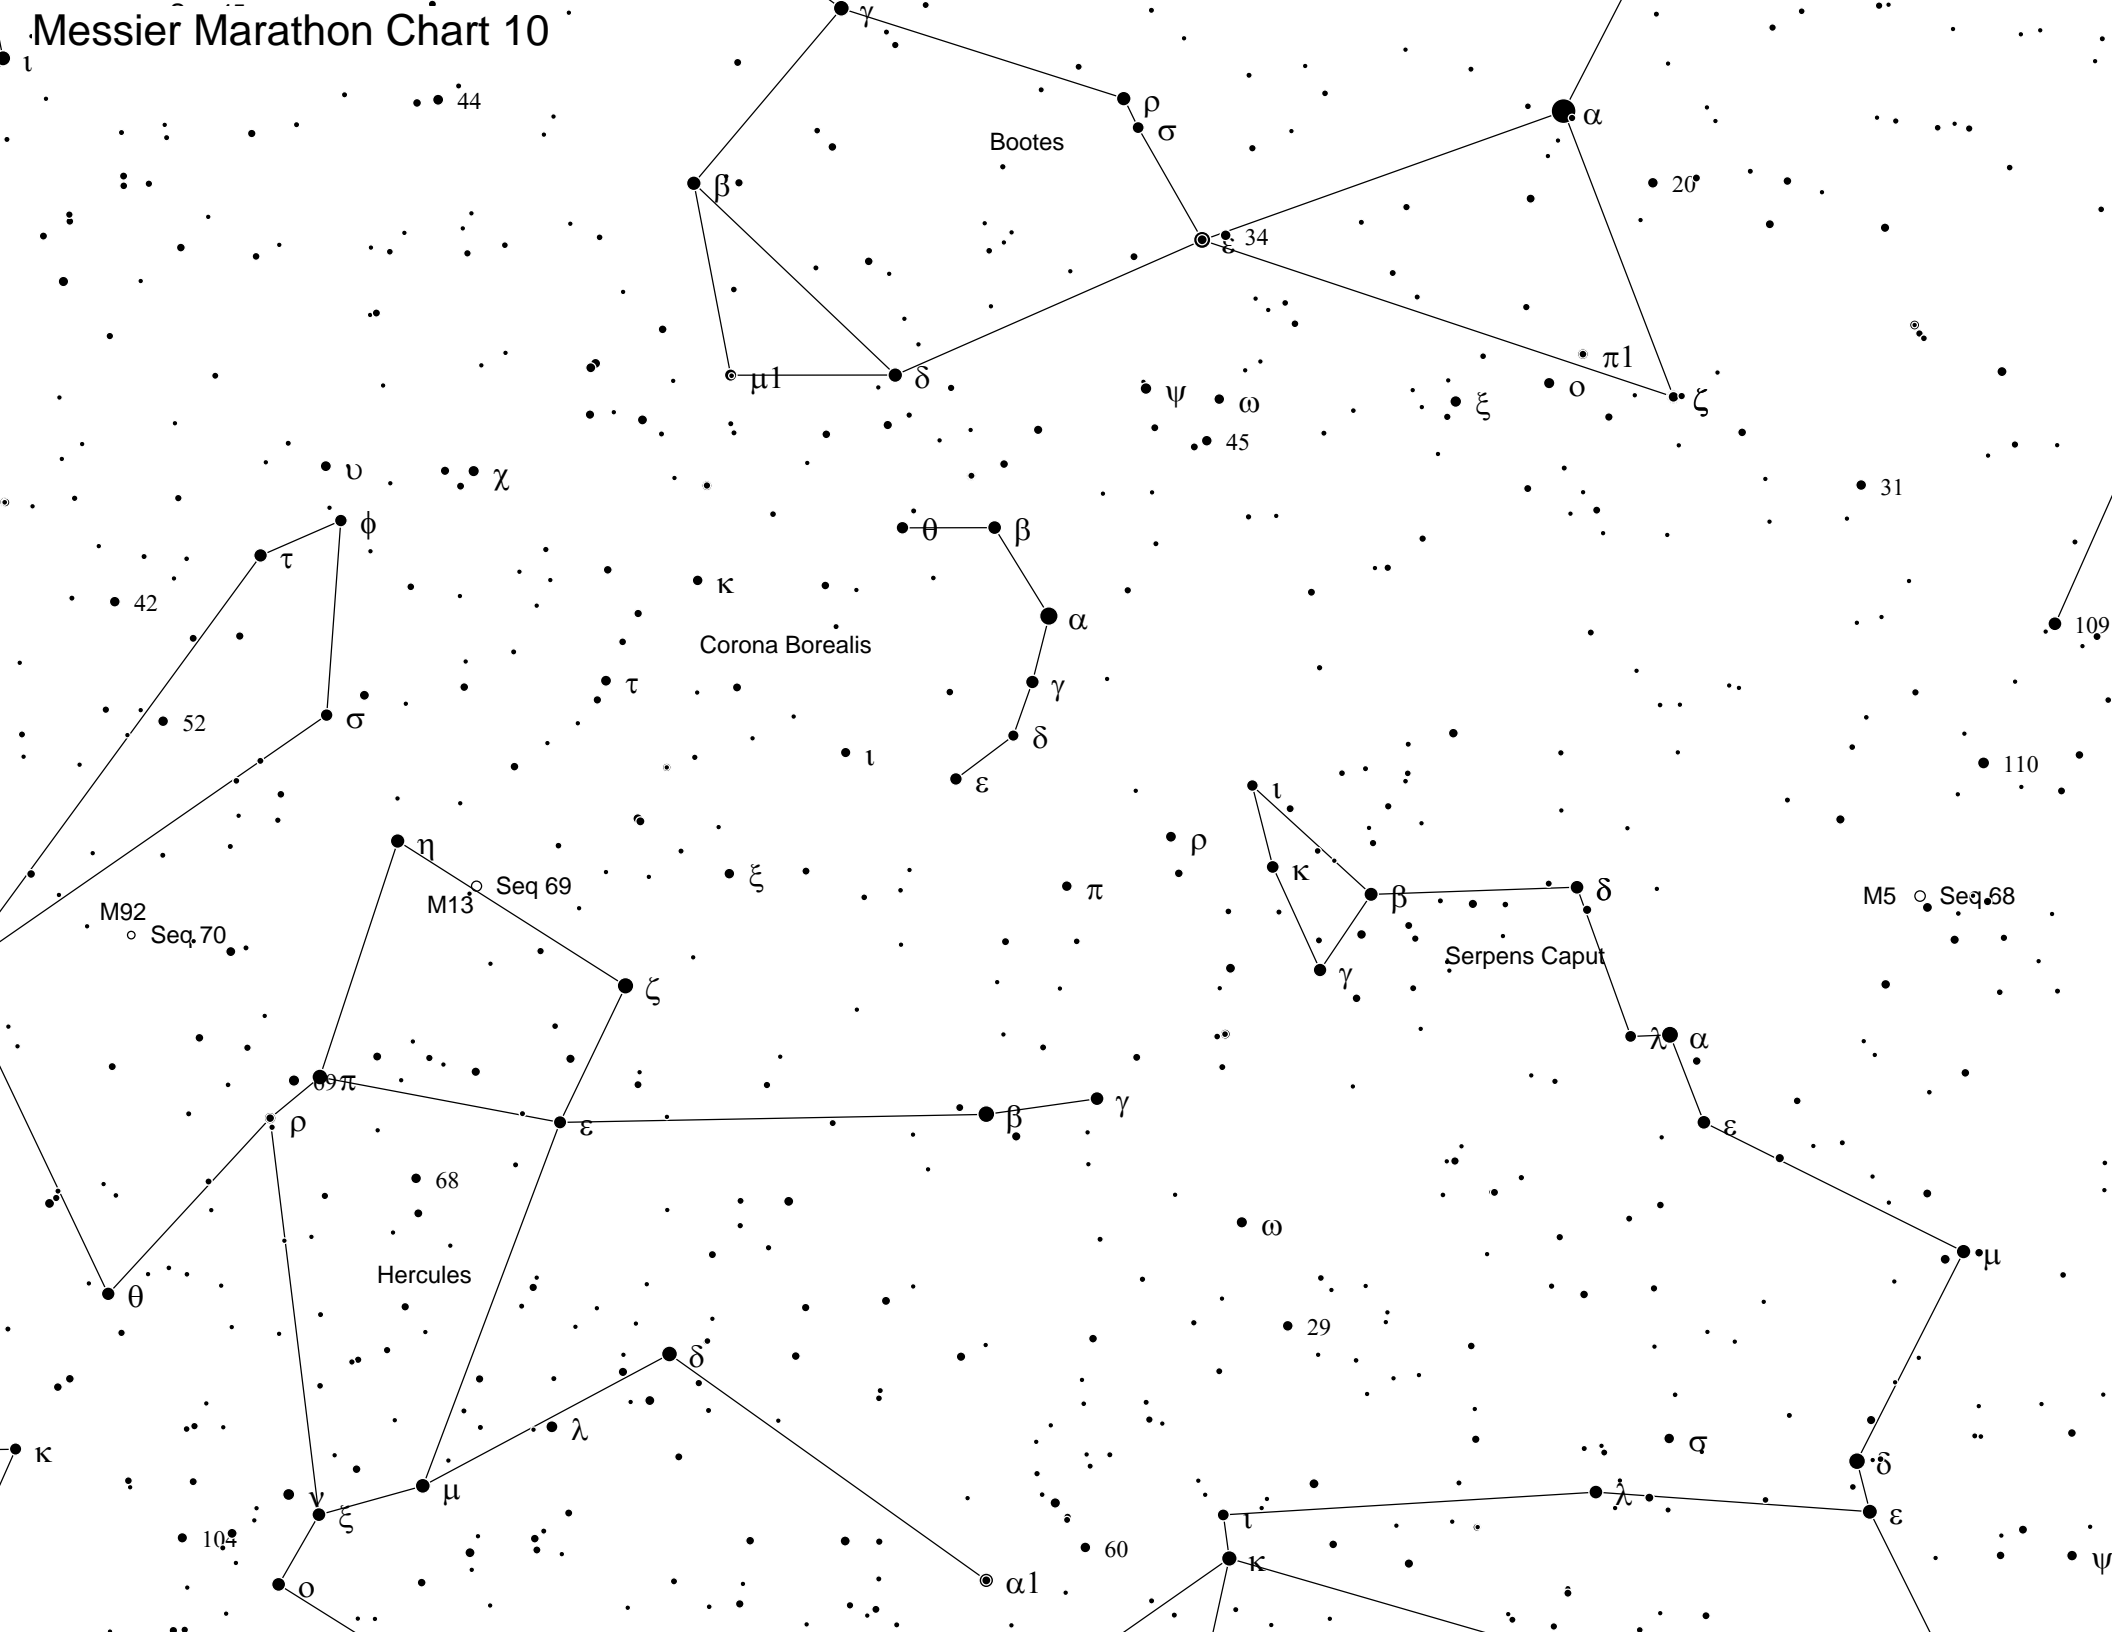 Messier Marathon Chart 10
γ
ι
44
ρ
α
σ
Bootes
20
β
34
ε
π1
μ1
δ
ο
ψ
ω
ξ
ζ
45
υ
χ
31
φ
θ
β
τ
κ
42
α
109
Corona Borealis
τ
γ
σ
52
δ
ι
110
ε
ι
ρ
η
κ
ξ
Seq 69
π
δ
β
M5
Seq 68
M13
M92
Seq 70
Serpens Caput
γ
ζ
λ
α
69
π
γ
ρ
ε
β
ε
68
ω
μ
Hercules
θ
29
δ
λ
σ
κ
δ
μ
ν
ξ
λ
ι
ε
104
60
κ
ψ
ο
α1